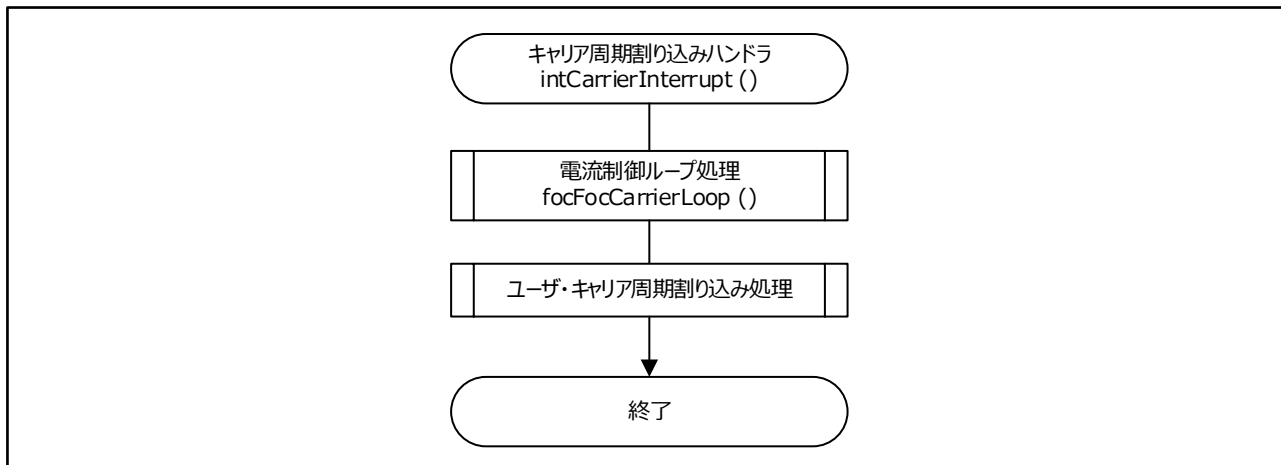 キャリア周期割り込みハンドラ
intCarrierInterrupt ()
電流制御ループ処理
focFocCarrierLoop ()
ユーザ・キャリア周期割り込み処理
終了